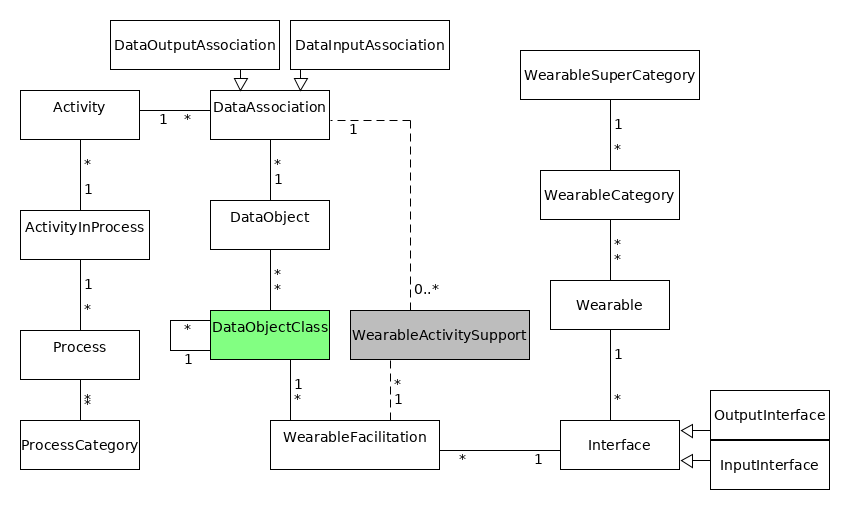 DataOutputAssociation
DataInputAssociation
WearableSuperCategory
Activity
1
*
DataAssociation
1
1
*
*
1
*
1
WearableCategory
ActivityInProcess
DataObject
*
*
1
*
*
*
0..*
Wearable
DataObjectClass
*
1
WearableActivitySupport
Process
1
*
*
*
1
*
*
1
*
ProcessCategory
WearableFacilitation
*
1
Interface
OutputInterface
InputInterface